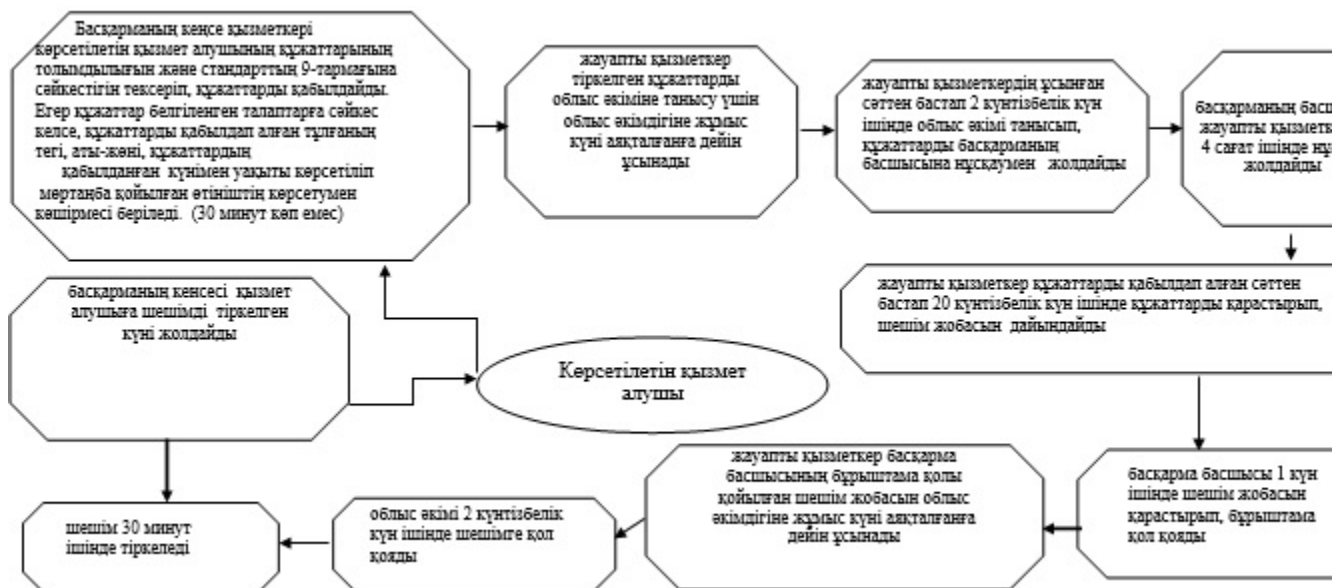 Басқарманың кеңсе қызметкері
көрсетілетін қызмет алушының құжаттарының
толымдылығын және стандарттың 9-тармағына
сәйкестігін тексеріп, құжаттарды қабылдайды.
Егер құжаттар белгіленген талаптарға сәйкес
келсе, құжаттарды қабылдап алған тұлғаның
тегі, аты-жөні, құжаттардың
қабылданған күнімен уақыты көрсетіліп
мөртаңба қойылған өтініштің көрсетумен
көшірмесі беріледі. (30 минут көп емес)
жауапты қызметкер
тіркелген құжаттарды
облыс әкіміне танысу үшін
облыс әкімдігіне жұмыс
күні аяқталғанға дейін
ұсынады
жауапты қызметкердің ұсынған
сәттен бастап 2 күнтізбелік күн
ішінде облыс әкімі танысып,
құжаттарды басқарманың
басшысына нұсқаумен жолдайды
басқарманың
жауапты
4 сағат ішінде
жолдайды
жауапты қызметкер құжаттарды қабылдап алған сәттен
бастап 20 күнтізбелік күн ішінде құжаттарды қарастырып,
шешім жобасын дайындайды
басқарма басшысы 1 күн
ішінде шешім жобасын
қарастырып, бұрыштама
қол қояды
жауапты қызметкер басқарма
басшысының бұрыштама қолы
қойылған шешім жобасын облыс
әкімдігіне жұмыс күні аяқталғанға
дейін ұсынады
облыс әкімі 2 күнтізбелік
күн ішінде шешімге қол
қояды
шешім 30 минут
ішінде тіркеледі
басқарманың кеңсесі қызмет
алушыға шешімді тіркелген
күні жолдайды
Көрсетілетін қызмет
алушы